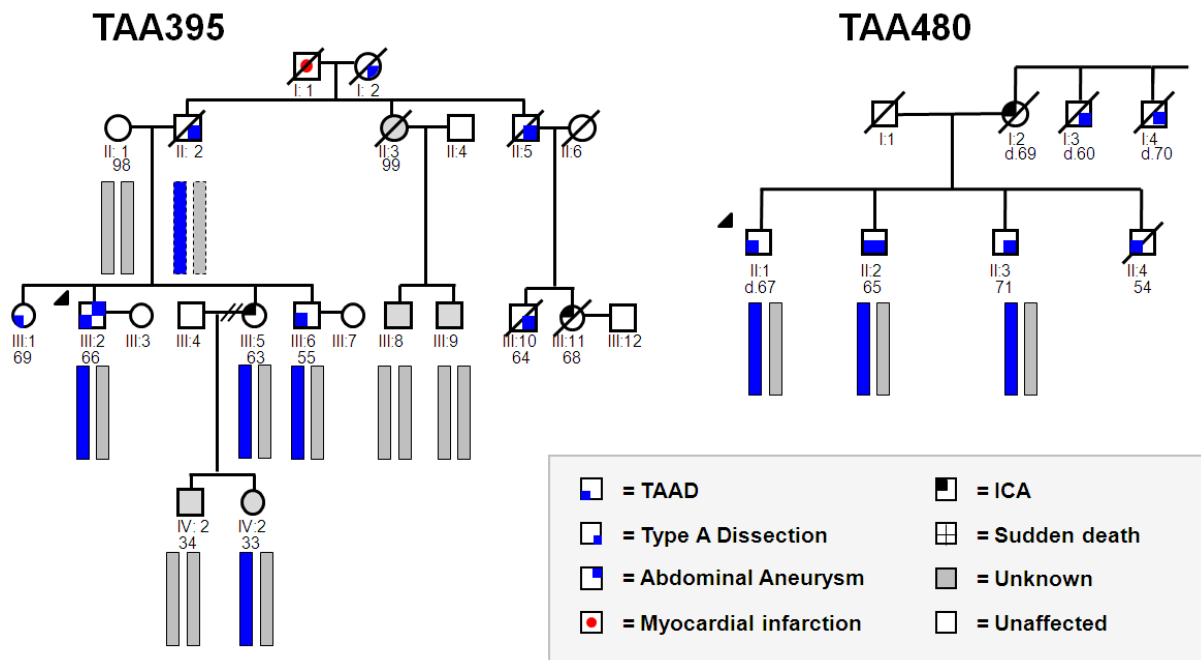 TAA395
TAA480
I: 1
I: 2
I:1
I:2
d.69
I:3
d.60
I:4
d.70
II: 1
98
II: 2
II:3
99
II:4
II:5
II:6
II:1
d.67
II:2
65
II:3
71
II:4
54
III:1
69
III:2
66
III:3
III:4
III:5
63
III:6
55
III:7
III:8
III:9
III:10
64
III:11
68
III:12
IV: 2
34
IV:2
33
= TAAD
= ICA
= Type A Dissection
= Sudden death
= Abdominal Aneurysm
= Unknown
= Myocardial infarction
= Unaffected